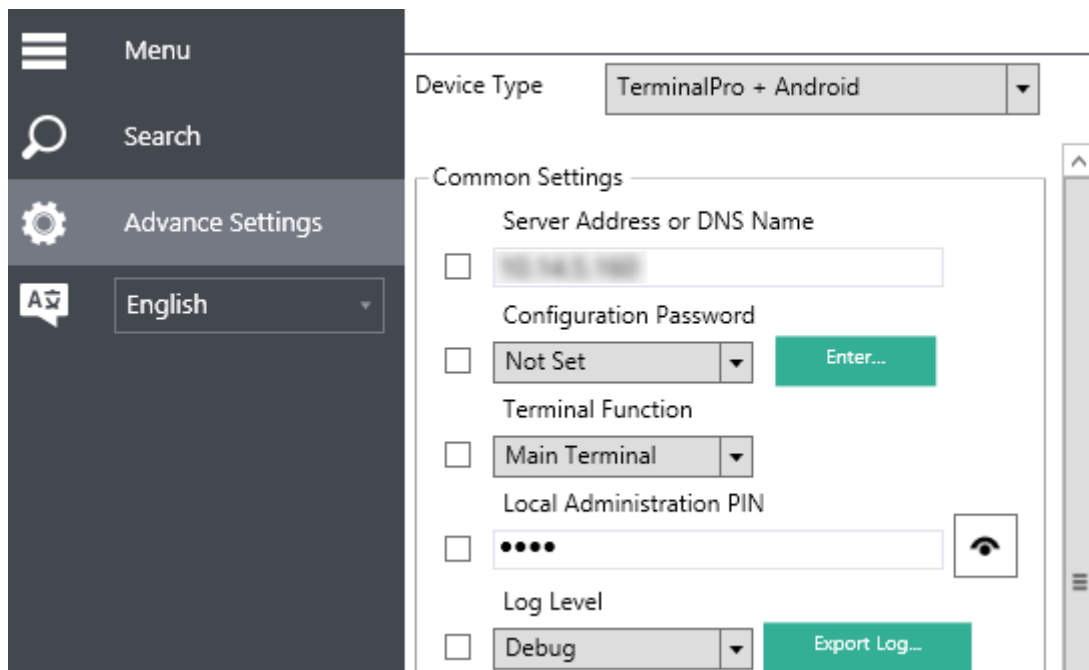 Menu
Search
Advance Settings
English
Device Type
TerminalPro + Android
Common Settings
Server Address or DNS Name
Configuration Password
Not Set
Enter...
Terminal Function
Main Terminal
Local Administration PIN
Log Level
Debug
Export Log...